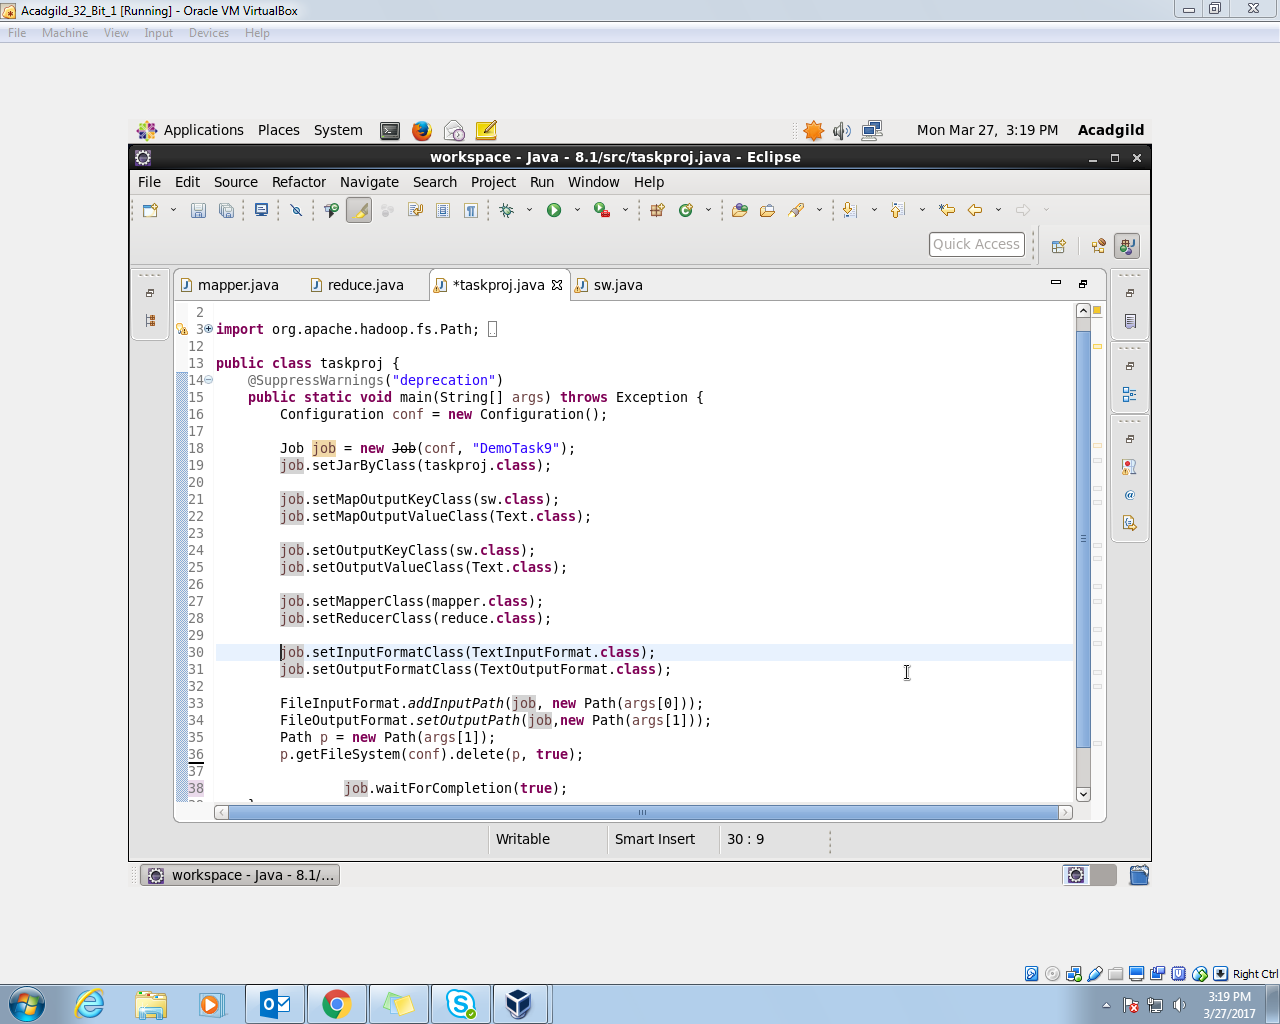 Acadgild_32_Bit_1 [Running] - Oracle VM VirtualBox
File Machine View Input Devices Help
Applications Places System Mon Mar 27, 3:19 PM Acadgild
workspace - Java - 8.1/src/taskproj.java - Eclipse
File Edit Source Refactor Navigate Search Project Run Window Help
Quick Access
mapper.java reduce.java *taskproj.java sw.java
2
3 import org.apache.hadoop.fs.Path;
12
13 public class taskproj {
14 @SuppressWarnings("deprecation")
15 public static void main(String[] args) throws Exception {
16 Configuration conf = new Configuration();
17
18 Job job = new Job(conf, "DemoTask9");
19 job.setJarByClass(taskproj.class);
20
21 job.setMapOutputKeyClass(sw.class);
22 job.setMapOutputValueClass(Text.class);
23
24 job.setOutputKeyClass(sw.class);
25 job.setOutputValueClass(Text.class);
26
27 job.setMapperClass(mapper.class);
28 job.setReducerClass(reduce.class);
29
30 job.setInputFormatClass(TextInputFormat.class);
31 job.setOutputFormatClass(TextOutputFormat.class);
32
33 FileInputFormat.addInputPath(job, new Path(args[0]));
34 FileOutputFormat.setOutputPath(job,new Path(args[1]));
35 Path p = new Path(args[1]);
36 p.getFileSystem(conf).delete(p, true);
37
38 job.waitForCompletion(true);
Writable Smart Insert 30 : 9
workspace - Java - 8.1/...
Right Ctrl
3:19 PM
3/27/2017